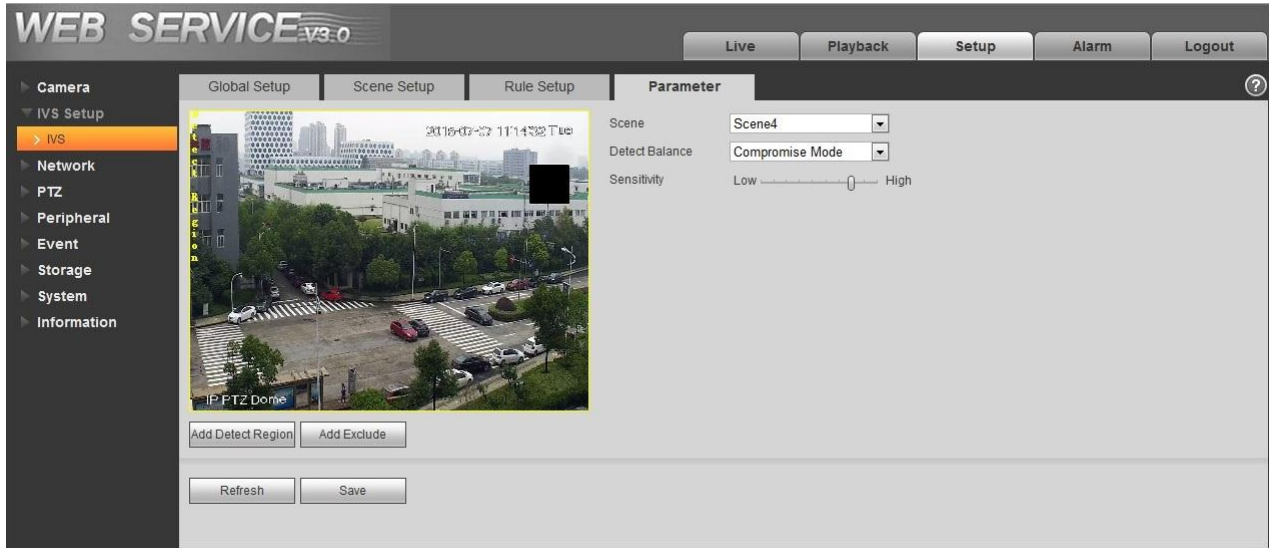 WEB SERVICE V3.0
Live Playback Setup Alarm Logout
Camera
IVS Setup
> IVS
Network
PTZ
Peripheral
Event
Storage
System
Information
Global Setup Scene Setup Rule Setup Parameter
?
Detect Region
IP PTZ Dome
Scene Scene4
Detect Balance Compromise Mode
Sensitivity Low High
Add Detect Region Add Exclude
Refresh Save